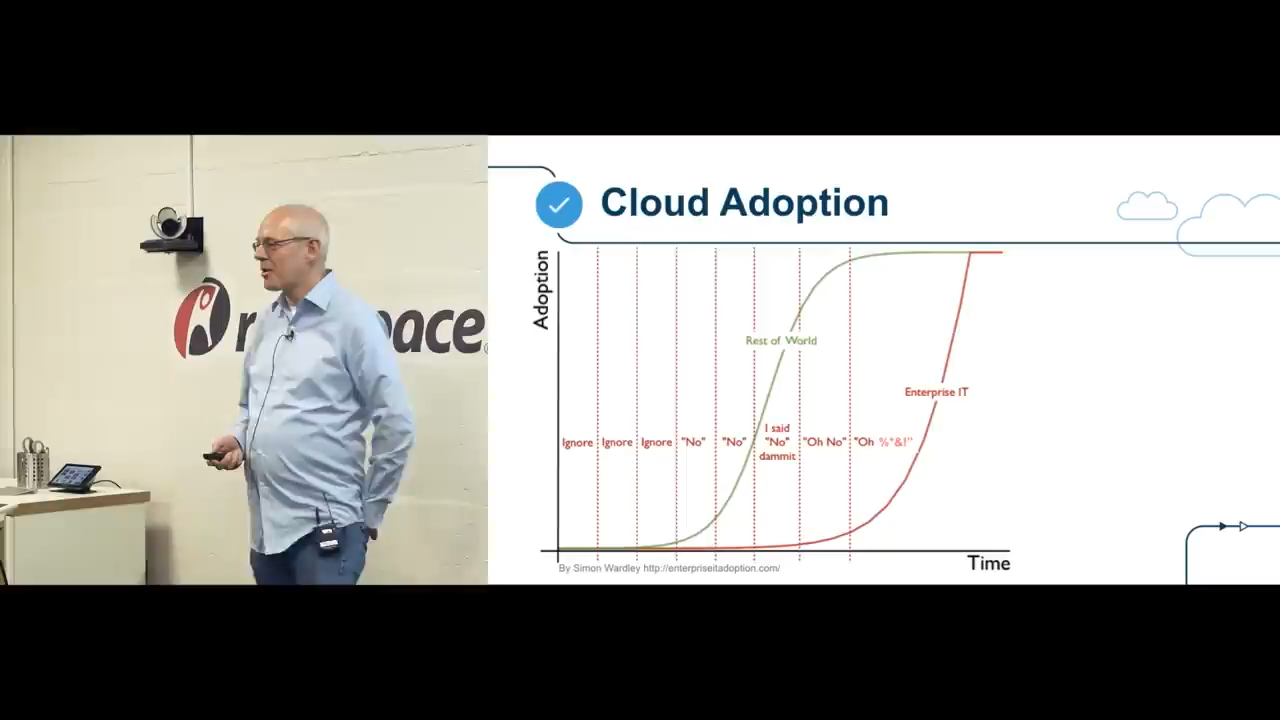 Cloud Adoption
Adoption
Rest of World
Enterprise IT
Ignore
Ignore
Ignore
"No"
"No"
I said
"No"
dammit
"Oh No"
"Oh %*&!"
Time
By Simon Wardley http://enterpriseitadoption.com/
pace